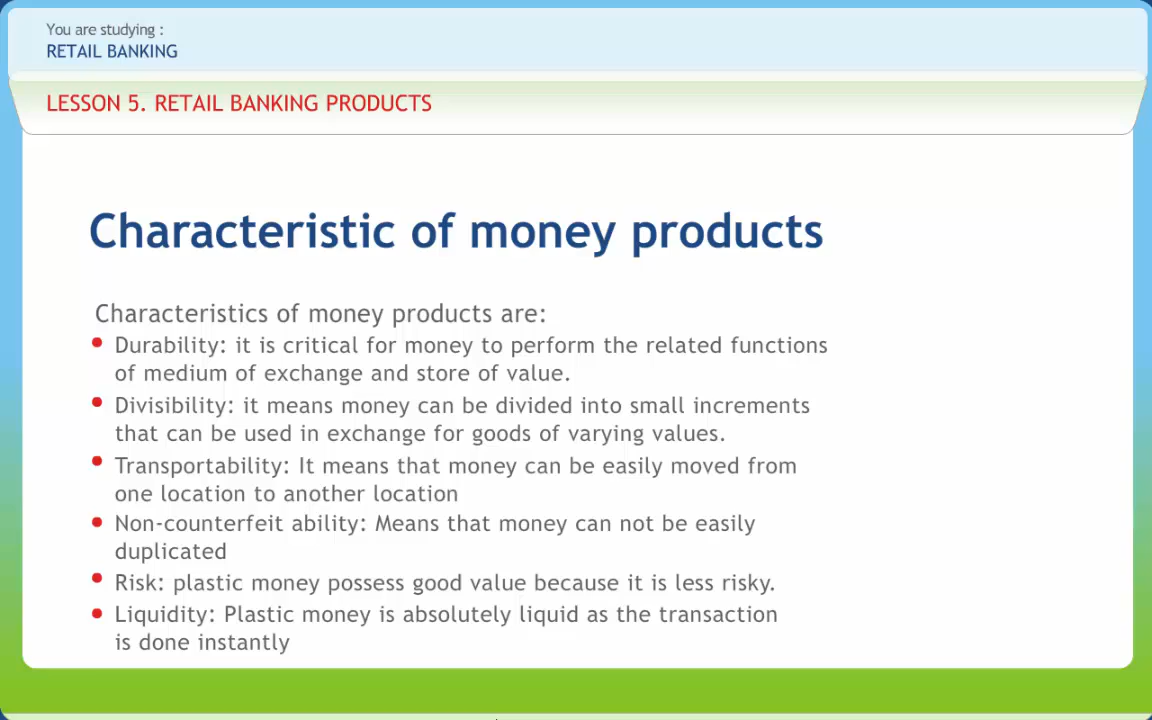 You are studying :
RETAIL BANKING
LESSON 5. RETAIL BANKING PRODUCTS
Characteristic of money products
Characteristics of money products are:
• Durability: it is critical for money to perform the related functions
of medium of exchange and store of value.
• Divisibility: it means money can be divided into small increments
that can be used in exchange for goods of varying values.
• Transportability: It means that money can be easily moved from
one location to another location
• Non-counterfeit ability: Means that money can not be easily
duplicated
• Risk: plastic money possess good value because it is less risky.
• Liquidity: Plastic money is absolutely liquid as the transaction
is done instantly